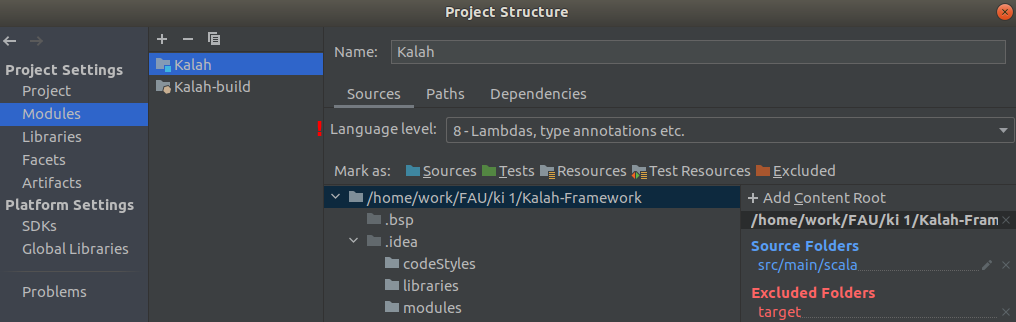 Project Structure
Project Settings
Project
Modules
Libraries
Facets
Artifacts
Platform Settings
SDKs
Global Libraries
Problems
Kalah
Kalah-build
Name: Kalah
Sources Paths Dependencies
! Language level: 8 - Lambdas, type annotations etc.
Mark as: Sources Tests Resources Test Resources Excluded
/home/work/FAU/ki 1/Kalah-Framework
.bsp
.idea
codeStyles
libraries
modules
+ Add Content Root
/home/work/FAU/ki 1/Kalah-Fram
Source Folders
src/main/scala
Excluded Folders
target